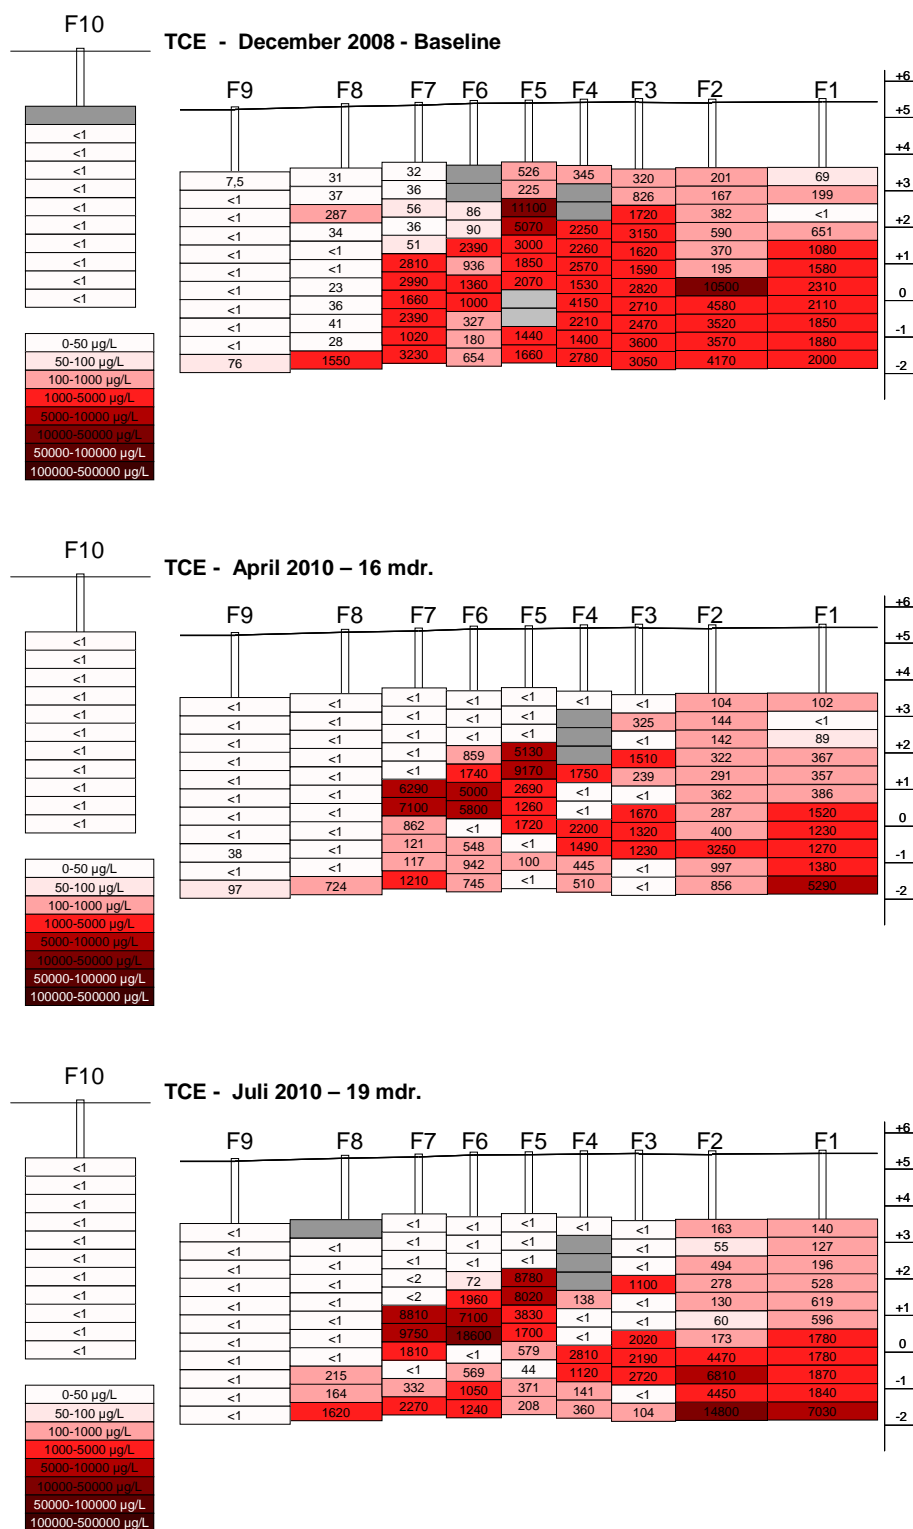 F10
TCE - December 2008 - Baseline
F9 F8 F7 F6 F5 F4 F3 F2 F1
+6
+5
+4
+3
+2
+1
0
-1
-2
<1
<1
<1
<1
<1
<1
<1
<1
<1
<1
7,5 31 32 526 345 320 201 69
<1 37 36 225 826 167 199
<1 287 56 86 11100 1720 382 <1
<1 34 36 90 5070 2250 3150 590 651
<1 <1 51 2390 3000 2260 1620 370 1080
<1 <1 2810 936 1850 2570 1590 195 1580
<1 23 2990 1360 2070 1530 2820 10500 2310
<1 36 1660 1000 4150 2710 4580 2110
<1 41 2390 327 2210 2470 3520 1850
<1 28 1020 180 1440 1400 3600 3570 1880
76 1550 3230 654 1660 2780 3050 4170 2000
0-50 µg/L
50-100 µg/L
100-1000 µg/L
1000-5000 µg/L
5000-10000 µg/L
10000-50000 µg/L
50000-100000 µg/L
100000-500000 µg/L
F10
TCE - April 2010 – 16 mdr.
F9 F8 F7 F6 F5 F4 F3 F2 F1
+6
+5
+4
+3
+2
+1
0
-1
-2
<1
<1
<1
<1
<1
<1
<1
<1
<1
<1
<1
<1 <1 <1 <1 <1 <1 <1 104 102
<1 <1 <1 <1 <1 325 144 <1
<1 <1 <1 <1 <1 <1 142 89
<1 <1 <1 859 5130 1510 322 367
<1 <1 <1 1740 9170 1750 239 291 357
<1 <1 6290 5000 2690 <1 <1 362 386
<1 <1 7100 5800 1260 <1 1670 287 1520
<1 <1 862 <1 1720 2200 1320 400 1230
38 <1 121 548 <1 1490 1230 3250 1270
<1 <1 117 942 100 445 <1 997 1380
97 724 1210 745 <1 510 <1 856 5290
0-50 µg/L
50-100 µg/L
100-1000 µg/L
1000-5000 µg/L
5000-10000 µg/L
10000-50000 µg/L
50000-100000 µg/L
100000-500000 µg/L
F10
TCE - Juli 2010 – 19 mdr.
F9 F8 F7 F6 F5 F4 F3 F2 F1
+6
+5
+4
+3
+2
+1
0
-1
-2
<1
<1
<1
<1
<1
<1
<1
<1
<1
<1
<1
<1 <1 <1 <1 <1 <1 163 140
<1 <1 <1 <1 <1 <1 55 127
<1 <1 <1 <1 <1 <1 494 196
<1 <1 <2 72 8780 1100 278 528
<1 <1 <2 1960 8020 138 <1 130 619
<1 <1 8810 7100 3830 <1 <1 60 596
<1 <1 9750 18600 1700 <1 2020 173 1780
<1 <1 1810 <1 579 2810 2190 4470 1780
<1 215 <1 569 44 1120 2720 6810 1870
<1 164 332 1050 371 141 <1 4450 1840
<1 1620 2270 1240 208 360 104 14800 7030
0-50 µg/L
50-100 µg/L
100-1000 µg/L
1000-5000 µg/L
5000-10000 µg/L
10000-50000 µg/L
50000-100000 µg/L
100000-500000 µg/L